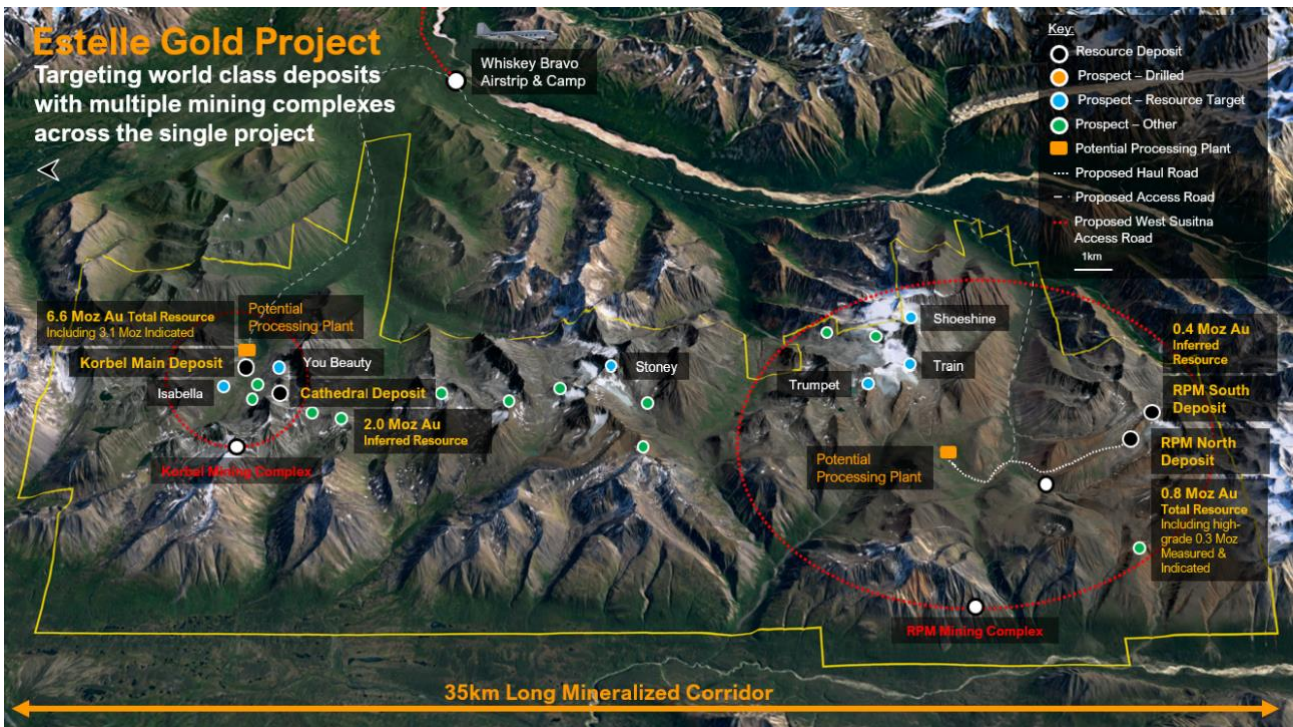 Estelle Gold Project
Targeting world class deposits
with multiple mining complexes
across the single project
Whiskey Bravo
Airstrip & Camp
Key:
Resource Deposit
Prospect – Drilled
Prospect – Resource Target
Prospect – Other
Potential Processing Plant
Proposed Haul Road
Proposed Access Road
Proposed West Susitna
Access Road
1km
6.6 Moz Au Total Resource
Including 3.1 Moz Indicated
Potential
Processing Plant
Korbel Main Deposit
You Beauty
Isabella
Cathedral Deposit
2.0 Moz Au
Inferred Resource
Korbel Mining Complex
Stoney
Shoeshine
Train
Trumpet
0.4 Moz Au
Inferred
Resource
RPM South
Deposit
RPM North
Deposit
Potential
Processing Plant
0.8 Moz Au
Total Resource
Including high-
grade 0.3 Moz
Measured &
Indicated
RPM Mining Complex
35km Long Mineralized Corridor